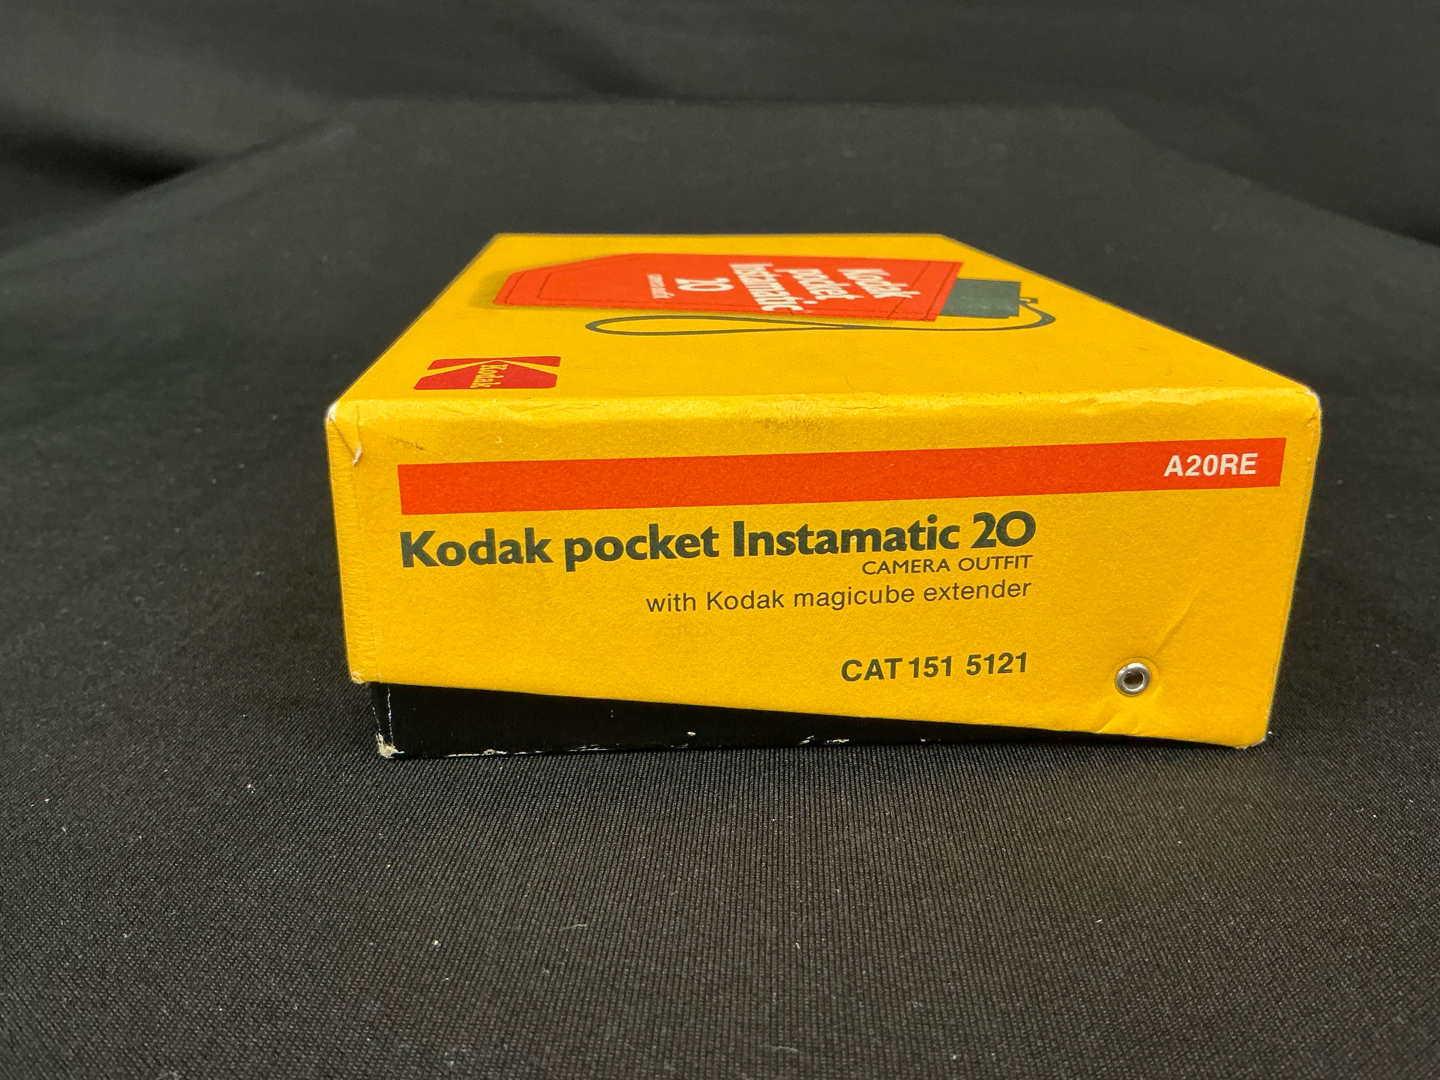 Kodak
pocket
Instamatic
20
Kodak
A20RE
Kodak pocket Instamatic 20
CAMERA OUTFIT
with Kodak magicube extender
CAT 151 5121